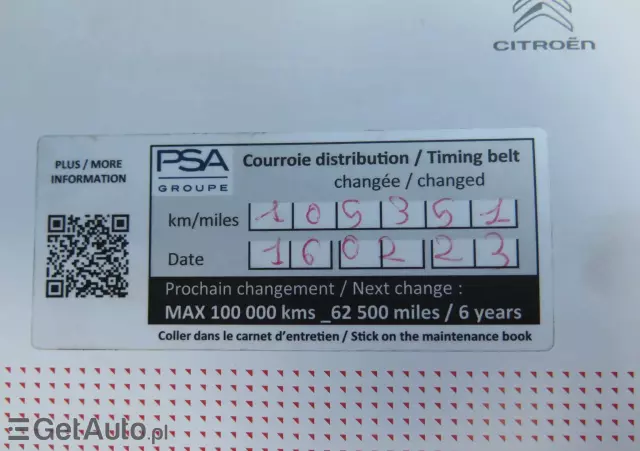 CITROËN
PLUS / MORE
INFORMATION
PSA
GROUPE
Courroie distribution / Timing belt
changée / changed
km/miles 105351
Date 160223
Prochain changement / Next change :
MAX 100 000 kms _62 500 miles / 6 years
Coller dans le carnet d'entretien / Stick on the maintenance book
GetAuto.pl